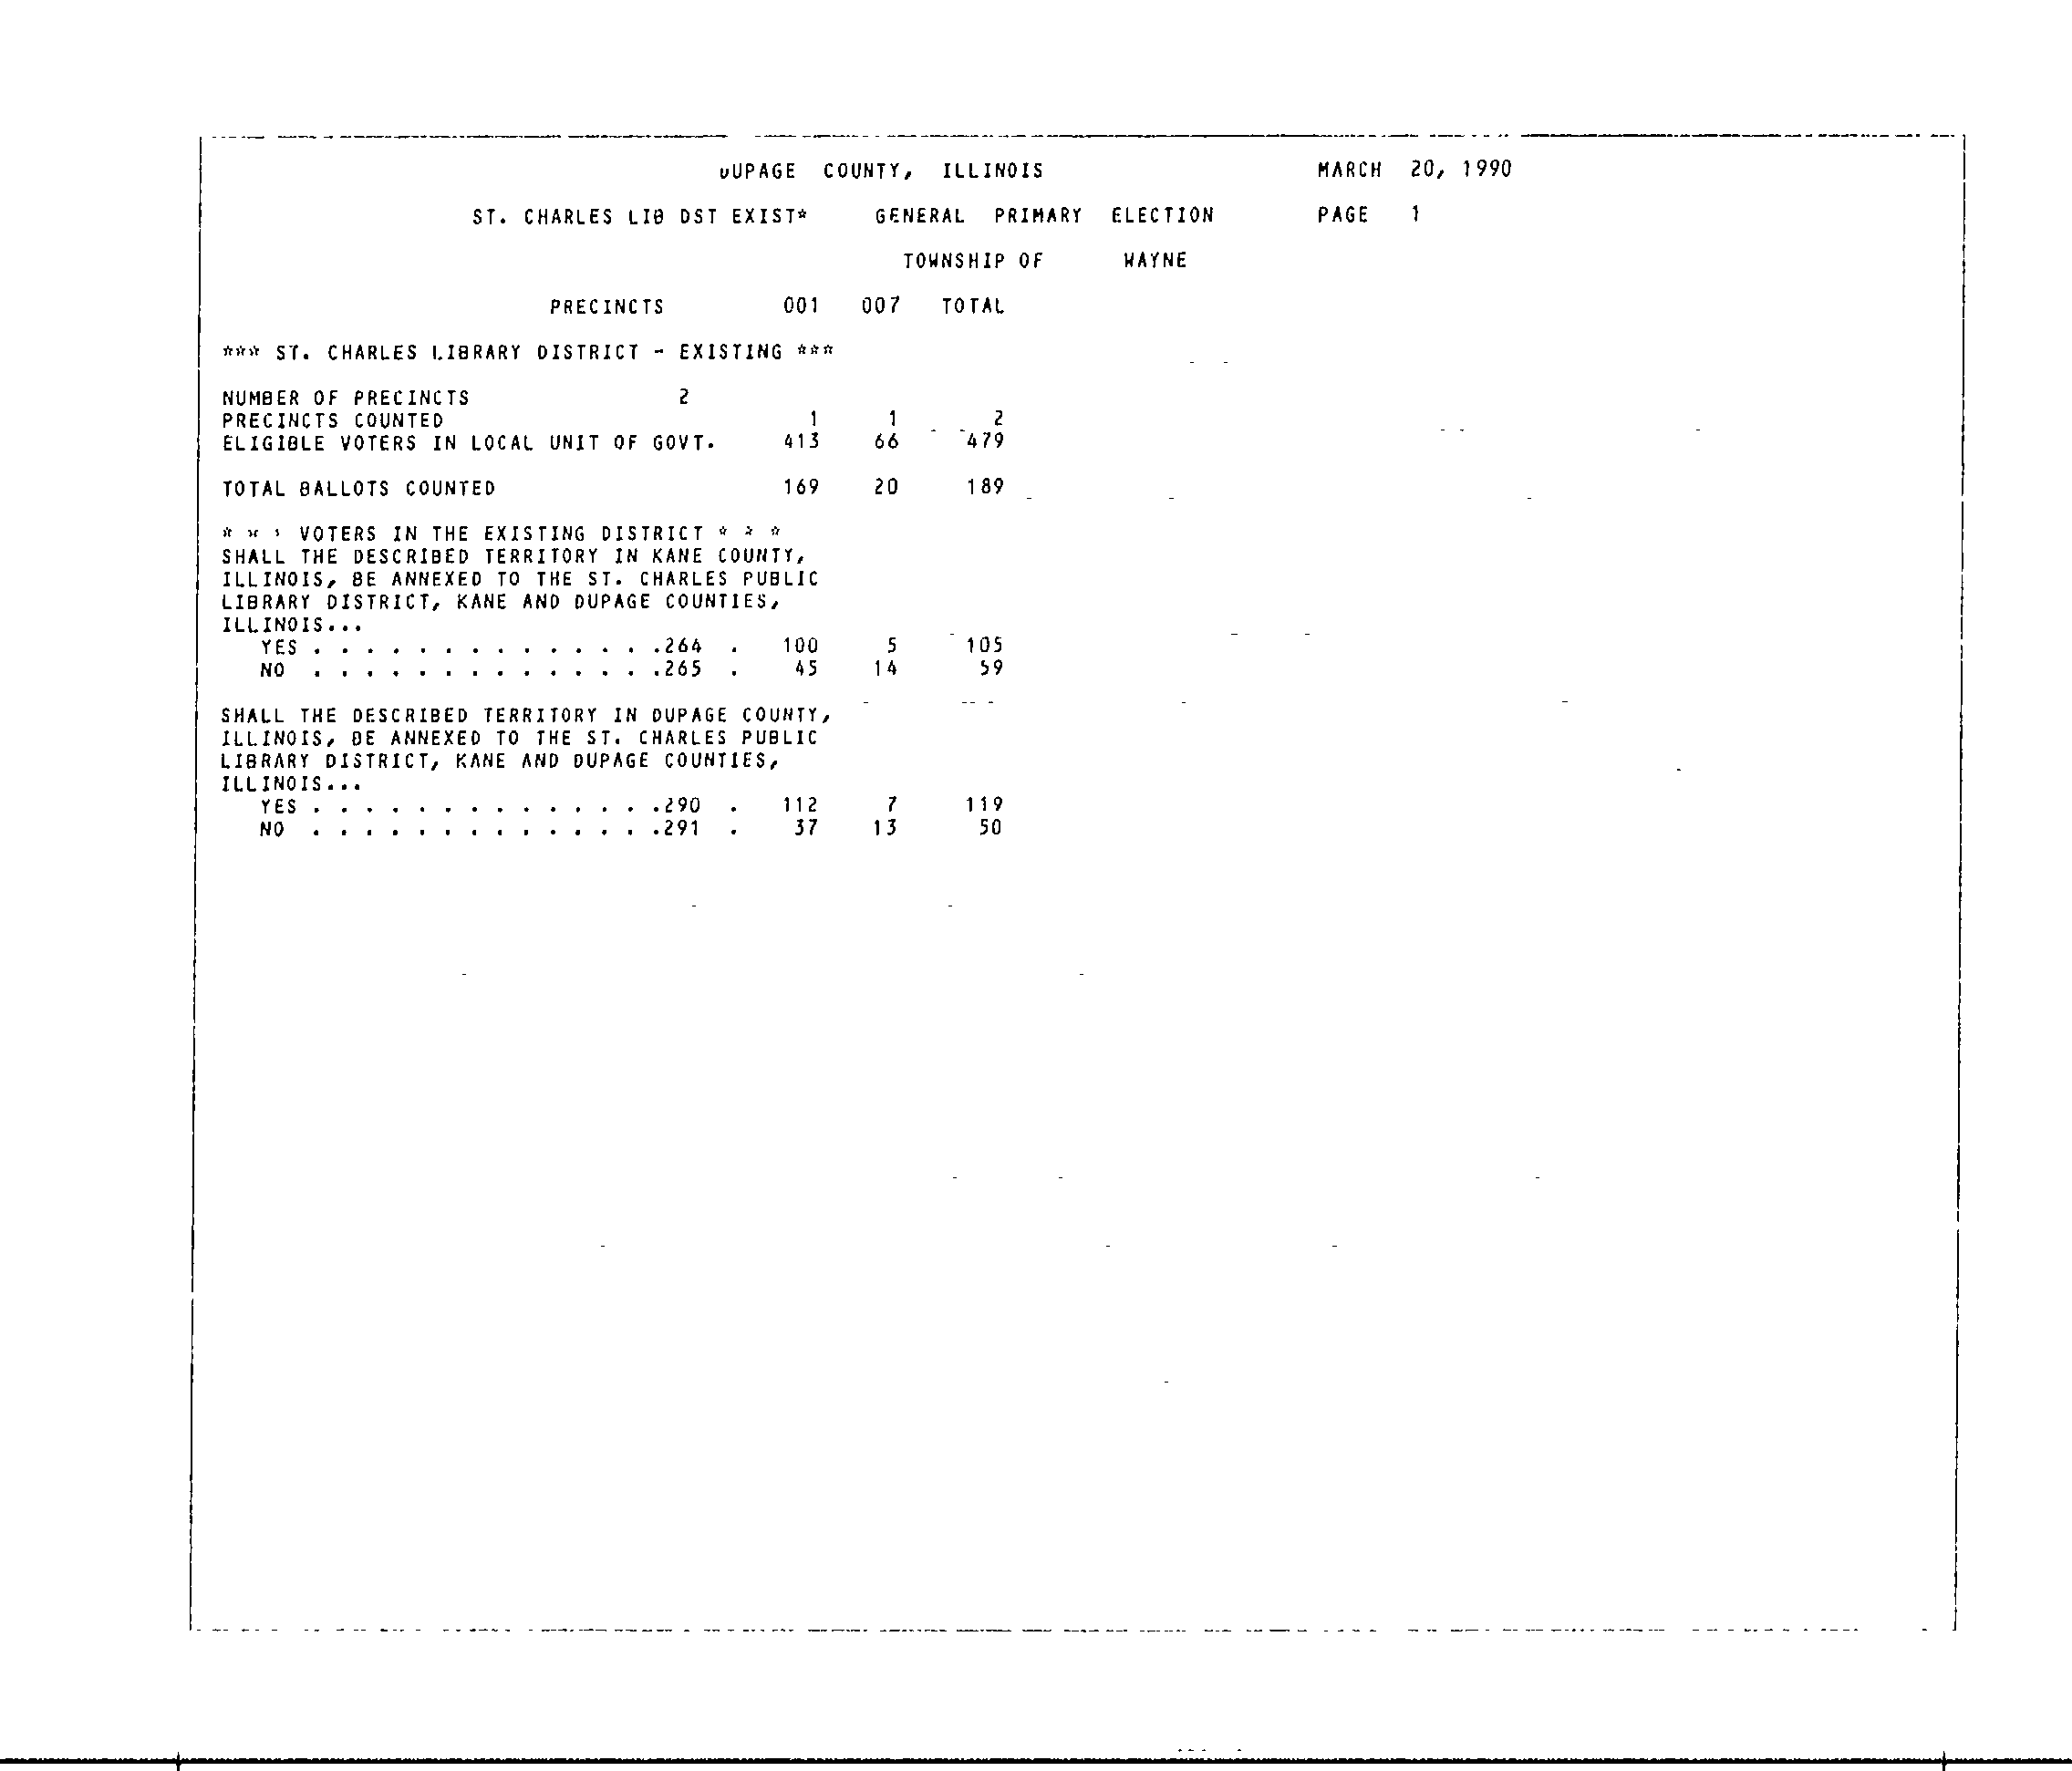 DUPAGE COUNTY, ILLINOIS MARCH 20, 1990
ST. CHARLES LIB DST EXIST* GENERAL PRIMARY ELECTION PAGE 1
TOWNSHIP OF WAYNE
PRECINCTS 001 007 TOTAL
*** ST. CHARLES LIBRARY DISTRICT - EXISTING ***
NUMBER OF PRECINCTS 2
PRECINCTS COUNTED 1 1 2
ELIGIBLE VOTERS IN LOCAL UNIT OF GOVT. 413 66 479
TOTAL BALLOTS COUNTED 169 20 189
* * * VOTERS IN THE EXISTING DISTRICT * * *
SHALL THE DESCRIBED TERRITORY IN KANE COUNTY,
ILLINOIS, BE ANNEXED TO THE ST. CHARLES PUBLIC
LIBRARY DISTRICT, KANE AND DUPAGE COUNTIES,
ILLINOIS...
YES . . . . . . . . . . . . . .264 . 100 5 105
NO . . . . . . . . . . . . . .265 . 45 14 59
SHALL THE DESCRIBED TERRITORY IN DUPAGE COUNTY,
ILLINOIS, BE ANNEXED TO THE ST. CHARLES PUBLIC
LIBRARY DISTRICT, KANE AND DUPAGE COUNTIES,
ILLINOIS...
YES . . . . . . . . . . . . . .290 . 112 7 119
NO . . . . . . . . . . . . . .291 . 37 13 50